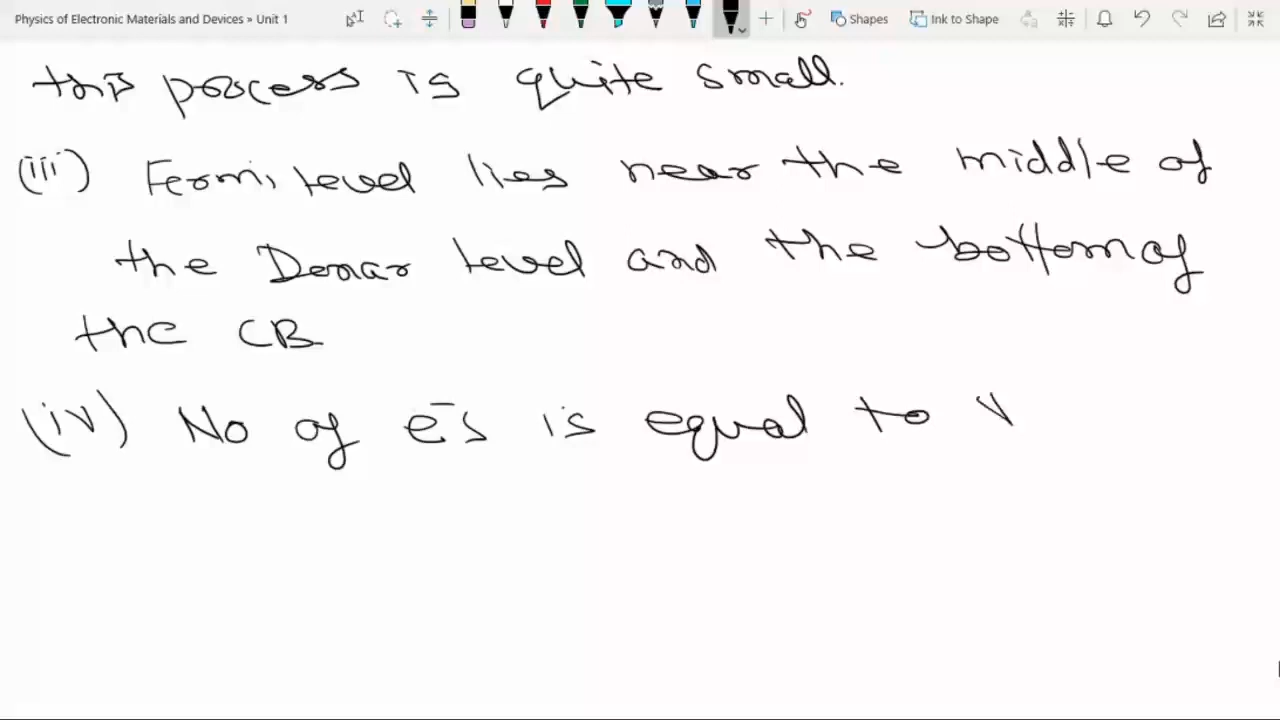 Physics of Electronic Materials and Devices » Unit 1
Shapes
Ink to Shape
this process is quite small.
(iii) Fermi level lies near the middle of
the Donar level and the bottom of
the CB
(iv) No of e⁻s is equal to